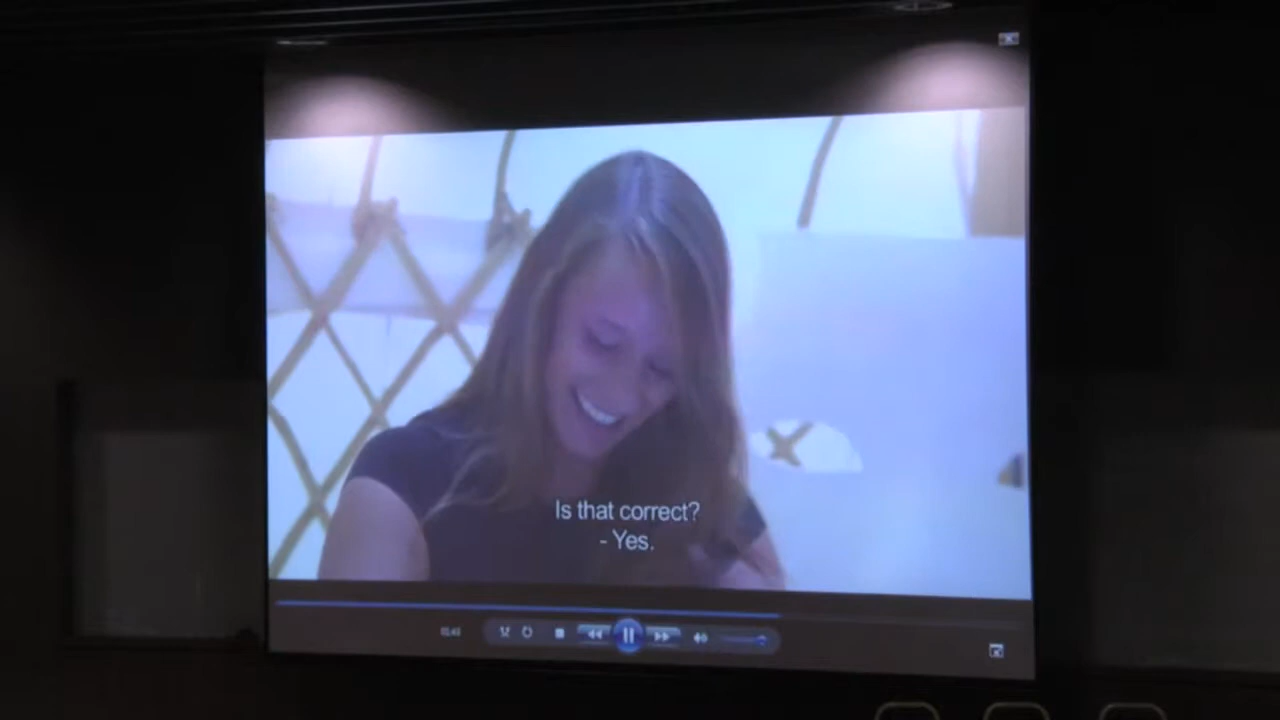 Is that correct?
- Yes.